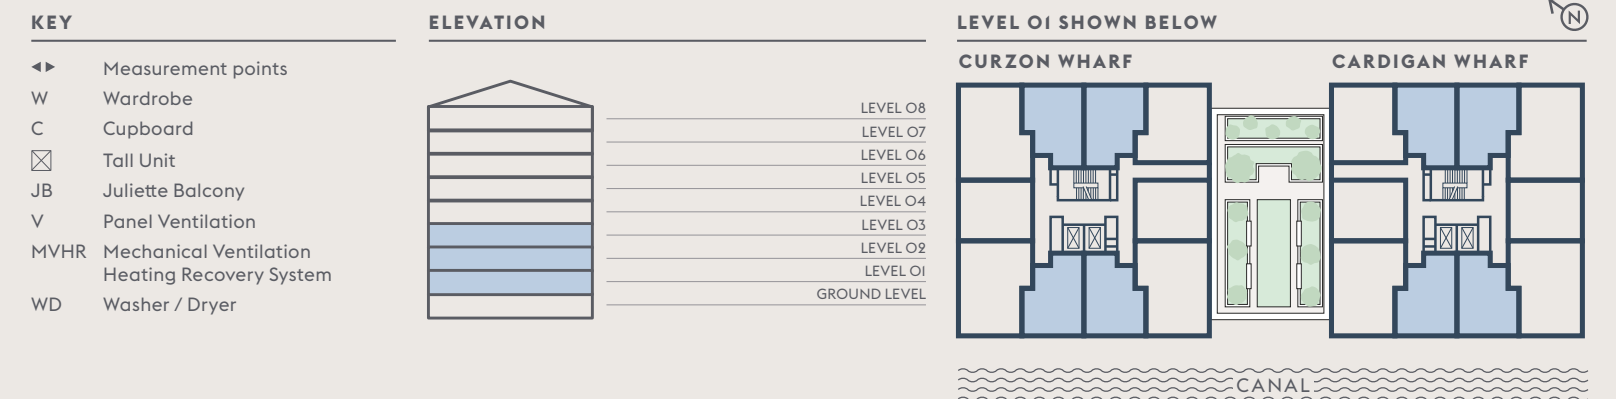 KEY
Measurement points
W Wardrobe
C Cupboard
Tall Unit
JB Juliette Balcony
V Panel Ventilation
MVHR Mechanical Ventilation
Heating Recovery System
WD Washer / Dryer
ELEVATION
LEVEL 08
LEVEL 07
LEVEL 06
LEVEL 05
LEVEL 04
LEVEL 03
LEVEL 02
LEVEL 01
GROUND LEVEL
LEVEL 01 SHOWN BELOW
N
CURZON WHARF
CARDIGAN WHARF
CANAL